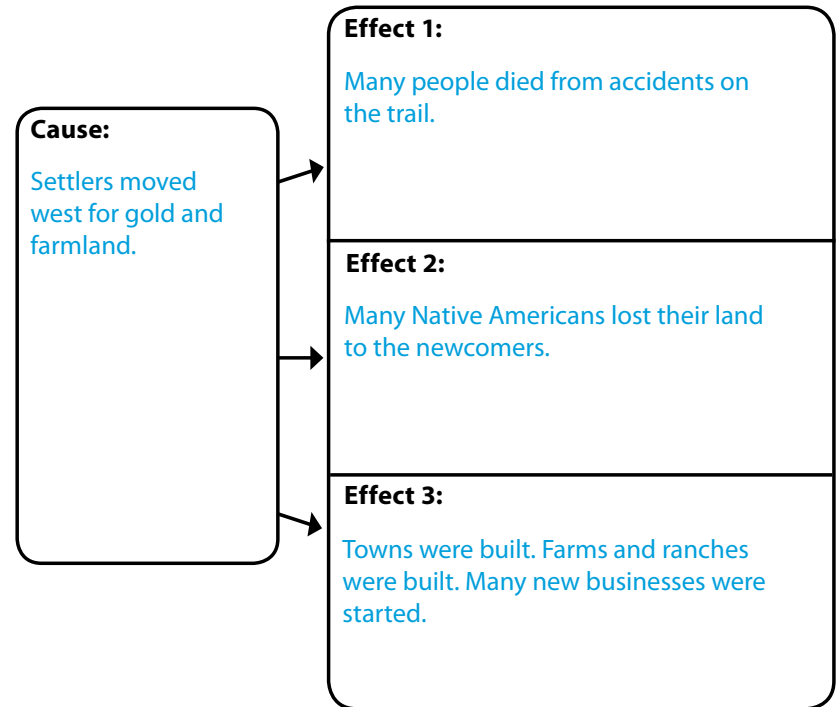 Cause:
Settlers moved
west for gold and
farmland.
Effect 1:
Many people died from accidents on
the trail.
Effect 2:
Many Native Americans lost their land
to the newcomers.
Effect 3:
Towns were built. Farms and ranches
were built. Many new businesses were
started.